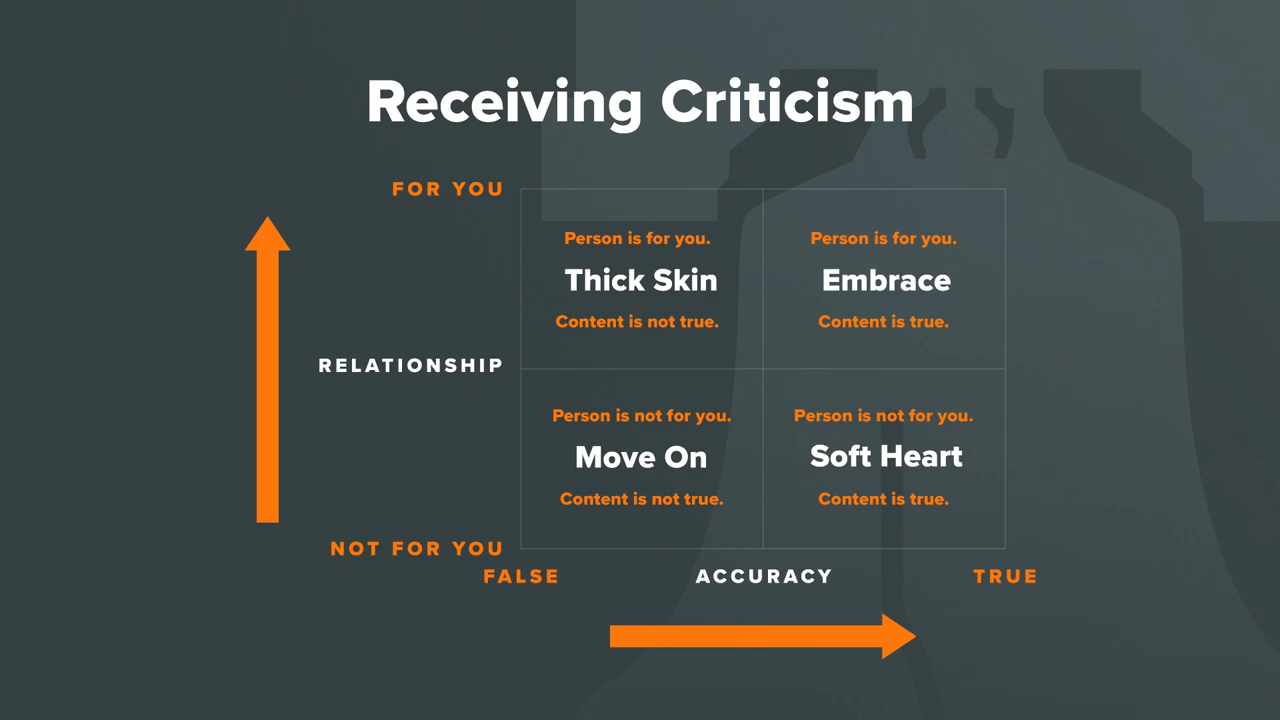 Receiving Criticism
FOR YOU
Person is for you.
Thick Skin
Content is not true.
Person is for you.
Embrace
Content is true.
RELATIONSHIP
Person is not for you.
Move On
Content is not true.
Person is not for you.
Soft Heart
Content is true.
NOT FOR YOU
FALSE
ACCURACY
TRUE